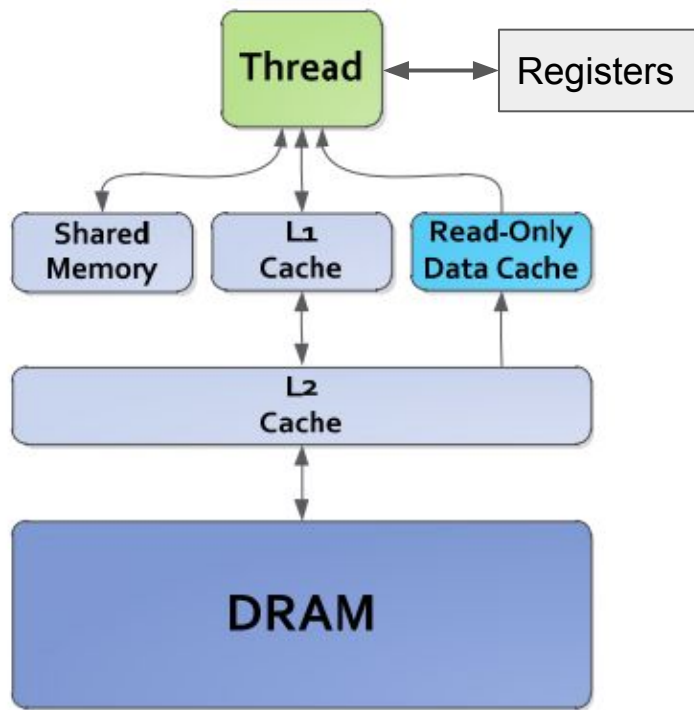 Thread
Registers
Shared
Memory
L1
Cache
Read-Only
Data Cache
L2
Cache
DRAM